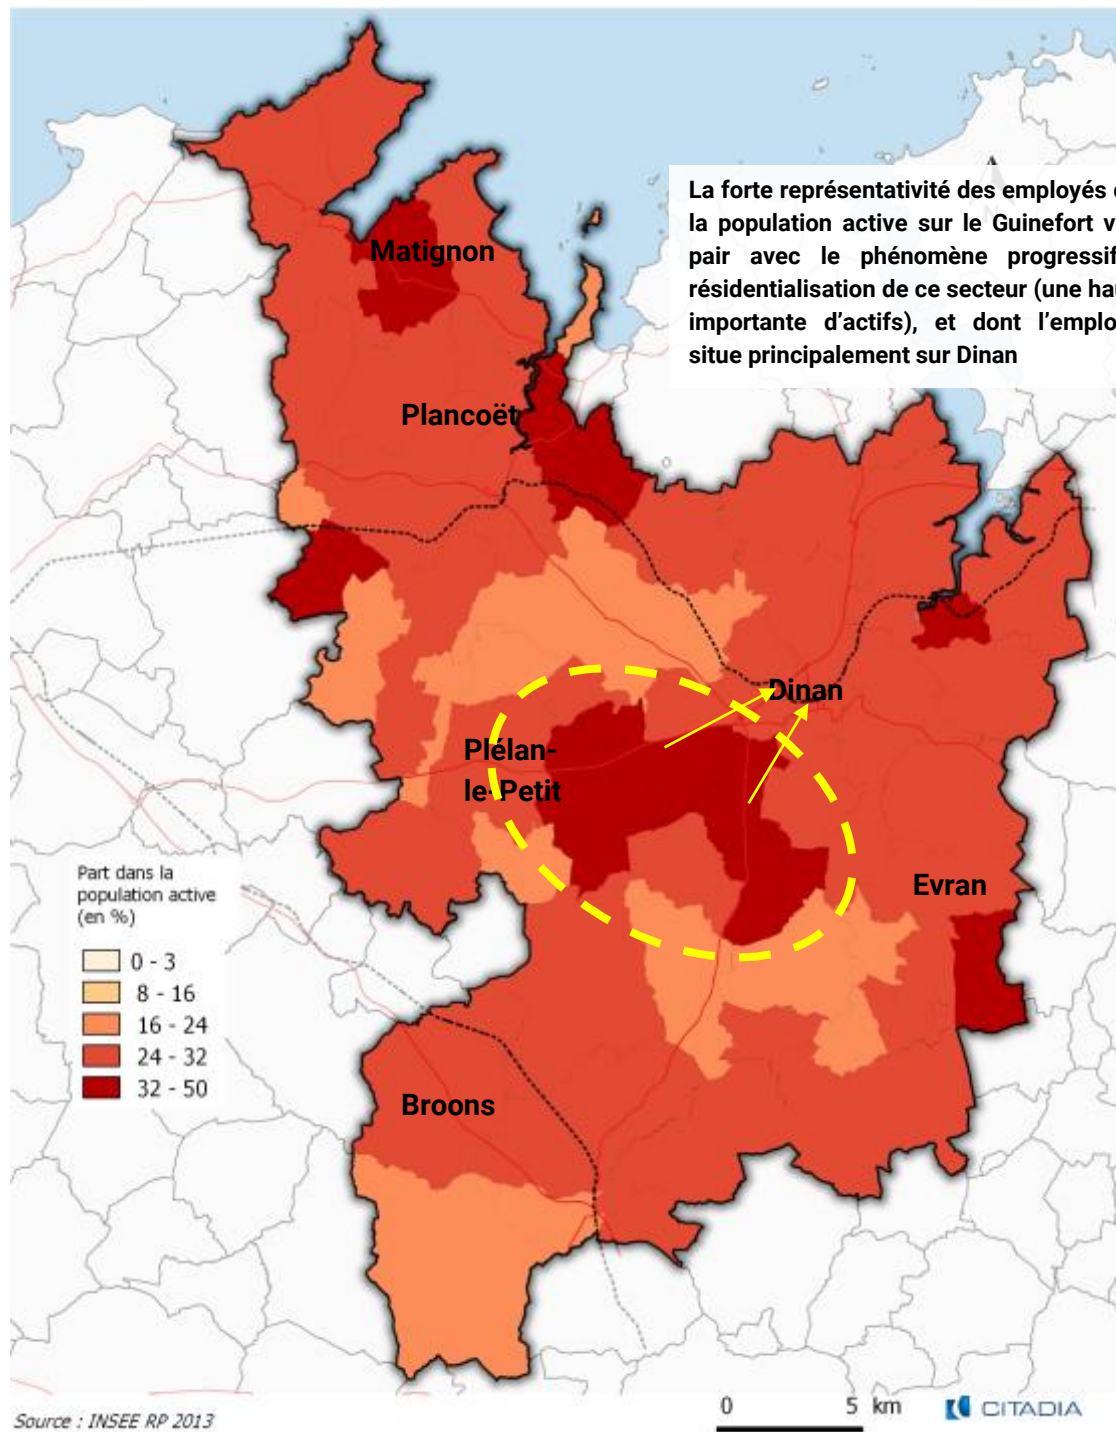 La forte représentativité des employés
la population active sur le Guinefort
pair avec le phénomène progressif
résidentialisation de ce secteur (une
importante d’actifs), et dont
situe principalement sur Dinan
Matignon
Plancoët
Dinan
Plélan-
le-Petit
Evran
Broons
Part dans la
population active
(en %)
0 - 3
8 - 16
16 - 24
24 - 32
32 - 50
0 5 km
CITADIA
Source : INSEE RP 2013